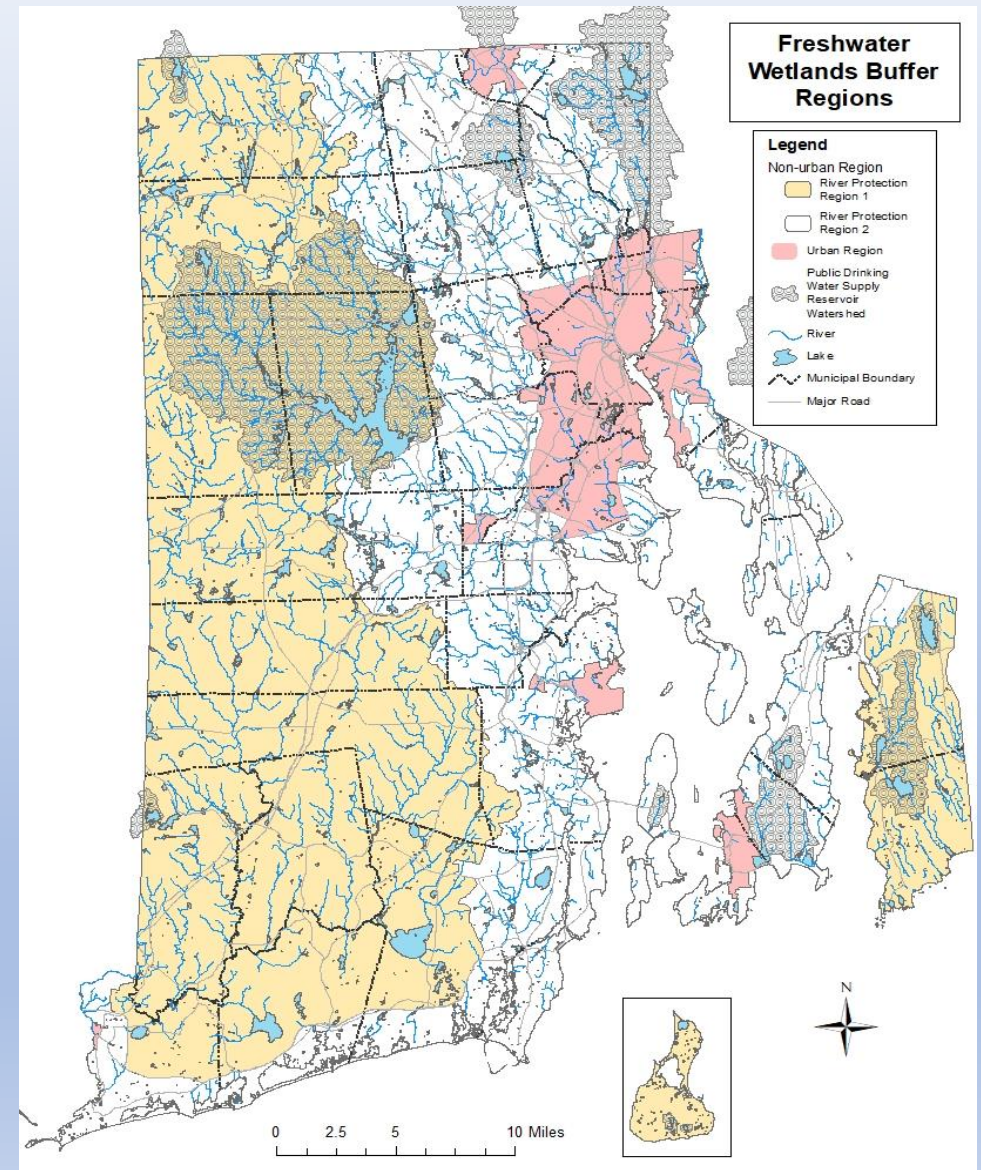 Freshwater
Wetlands Buffer
Regions
Legend
Non-urban Region
River Protection
Region 1
River Protection
Region 2
Urban Region
Public Drinking
Water Supply
Reservoir
Watershed
River
Lake
Municipal Boundary
Major Road
N
0 2.5 5 10 Miles